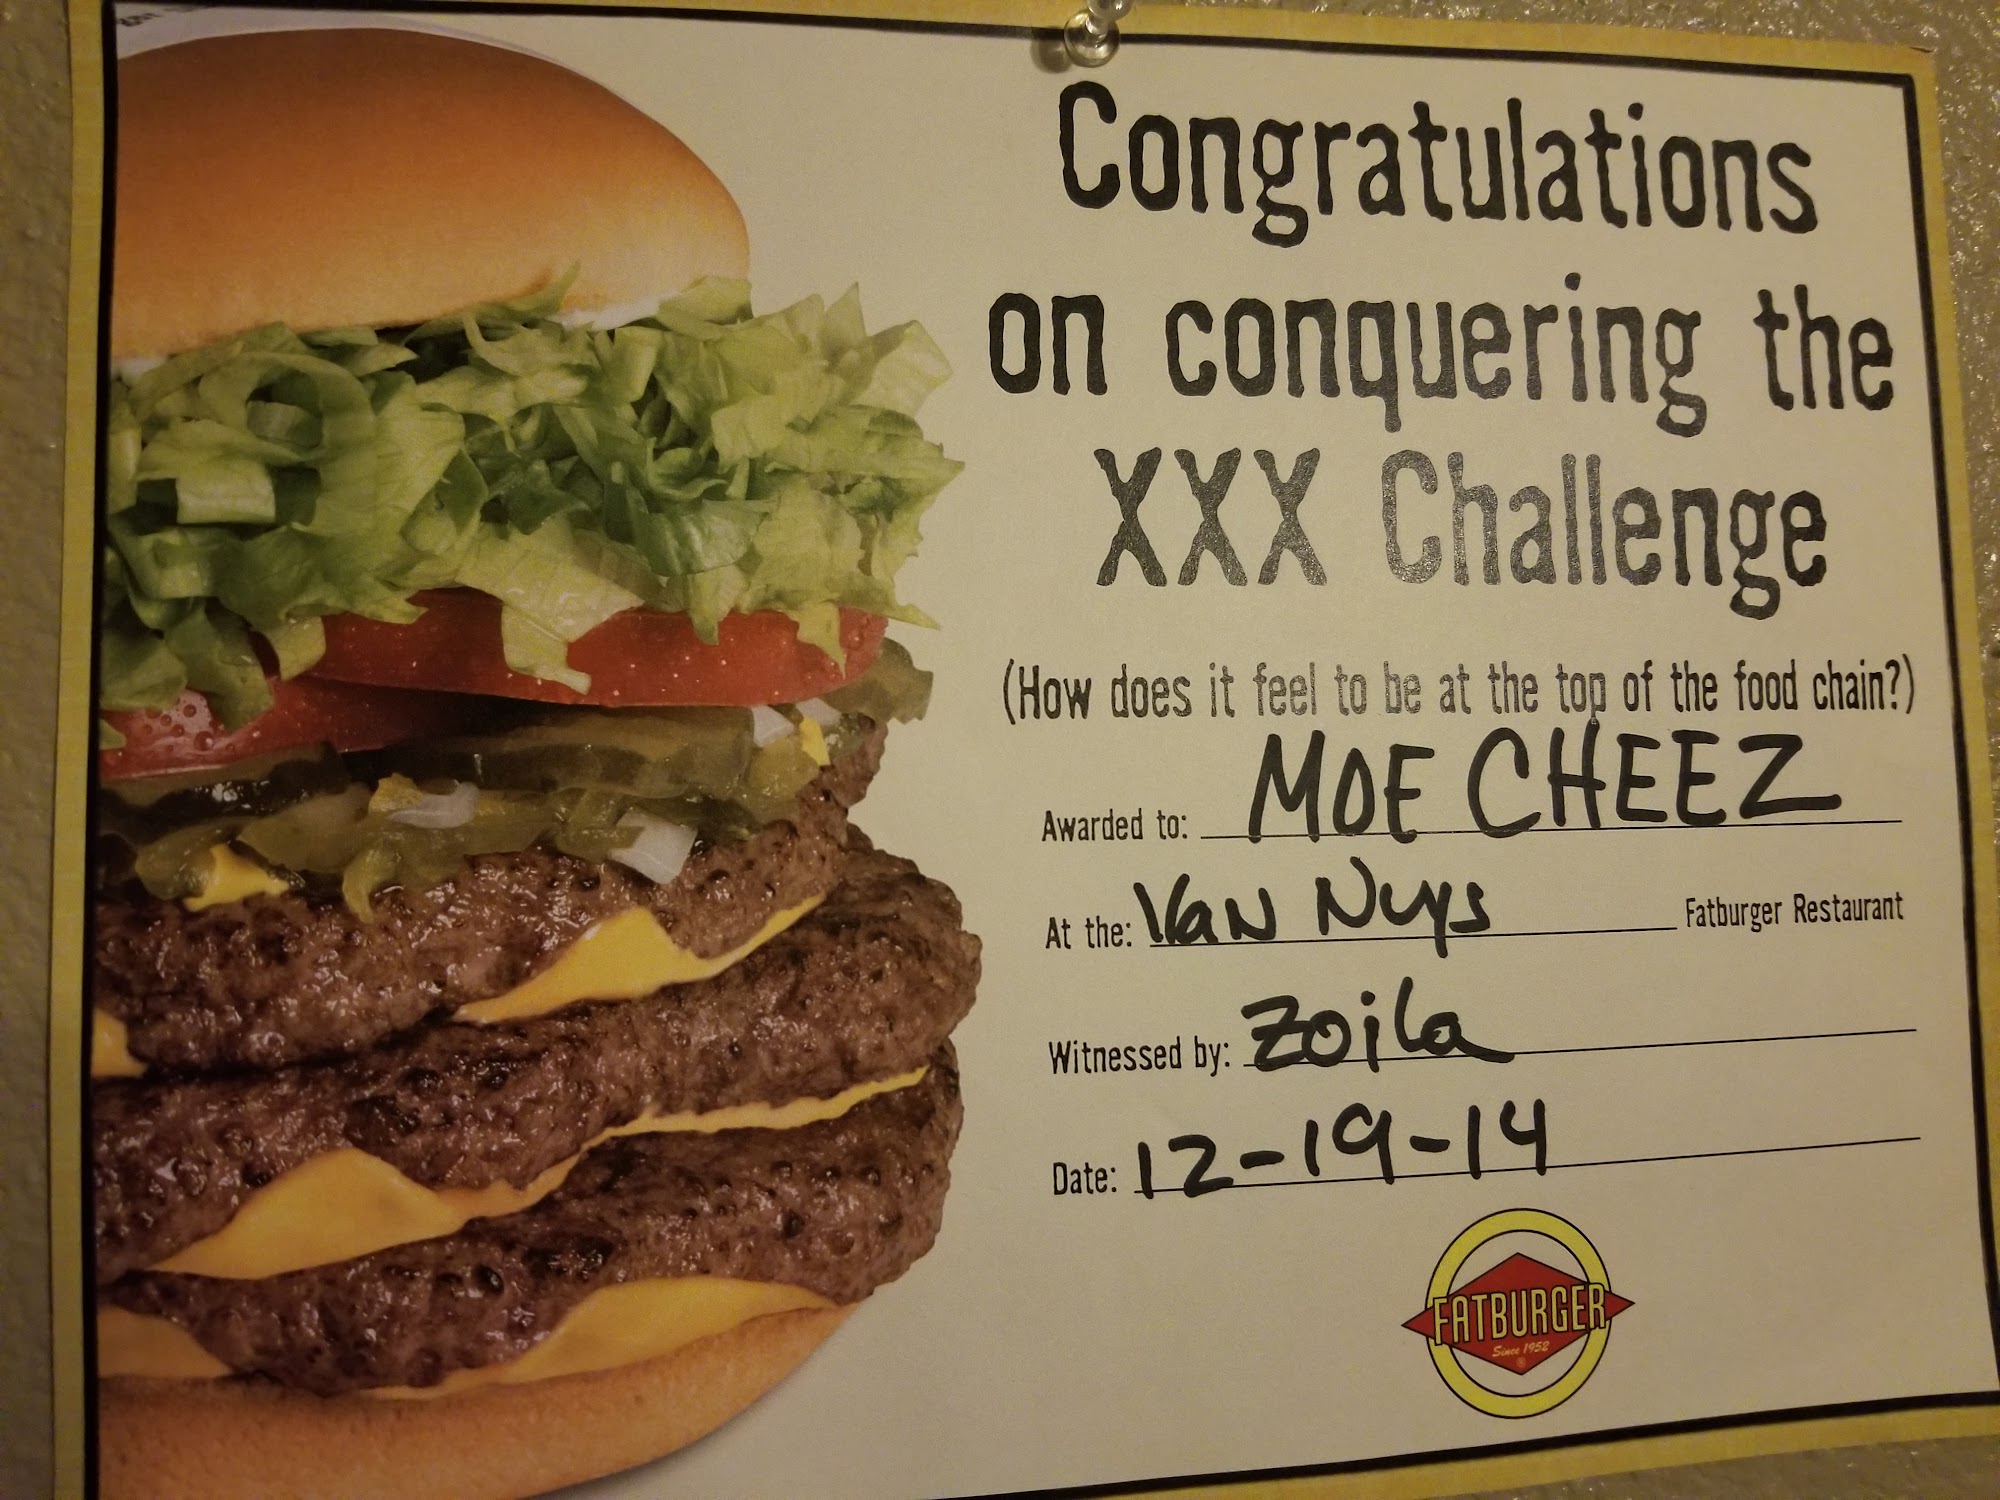 Congratulations
on conquering the
XXX Challenge
(How does it feel to be at the top of the food chain?)
Awarded to: MOE CHEEZ
At the: Van Nuys Fatburger Restaurant
Witnessed by: Zoila
Date: 12-19-14
FATBURGER
Since 1952
®